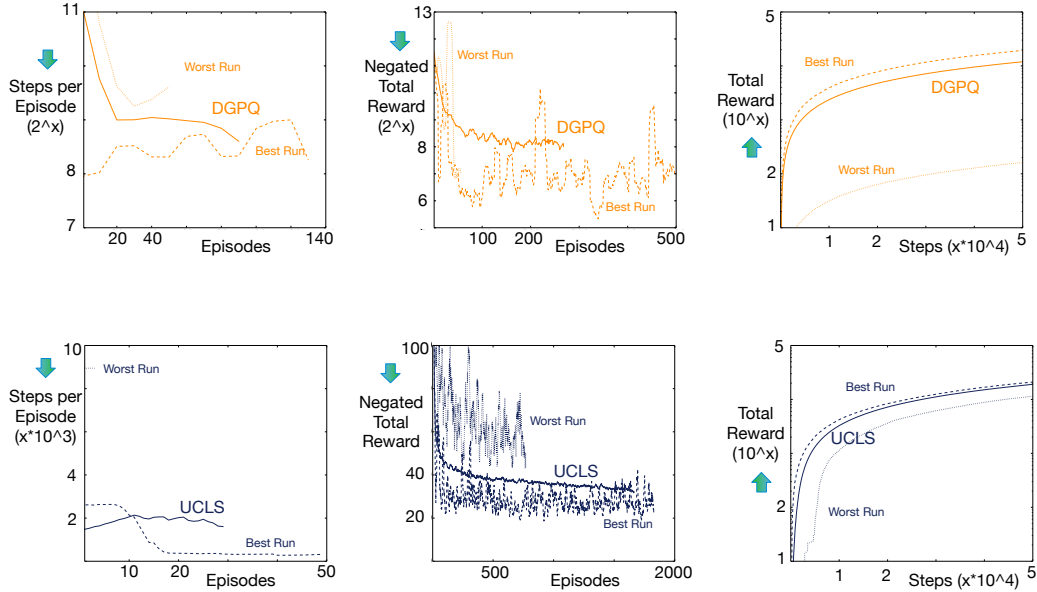 11
Steps per
Episode
(2^x)
8
7
Worst Run
DGPQ
Best Run
20 40 140
Episodes
13
Negated
Total
Reward
(2^x)
8
6
Worst Run
DGPQ
Best Run
100 200 500
Episodes
5
Total
Reward
(10^x)
2
1
Best Run
DGPQ
Worst Run
1 2 5
Steps (x*10^4)
10
Steps per
Episode
(x*10^3)
2
Worst Run
UCLS
Best Run
10 20 50
Episodes
100
Negated
Total
Reward
40
20
Worst Run
UCLS
Best Run
500 2000
Episodes
5
Total
Reward
(10^x)
2
1
Best Run
UCLS
Worst Run
1 2 5
Steps (x*10^4)